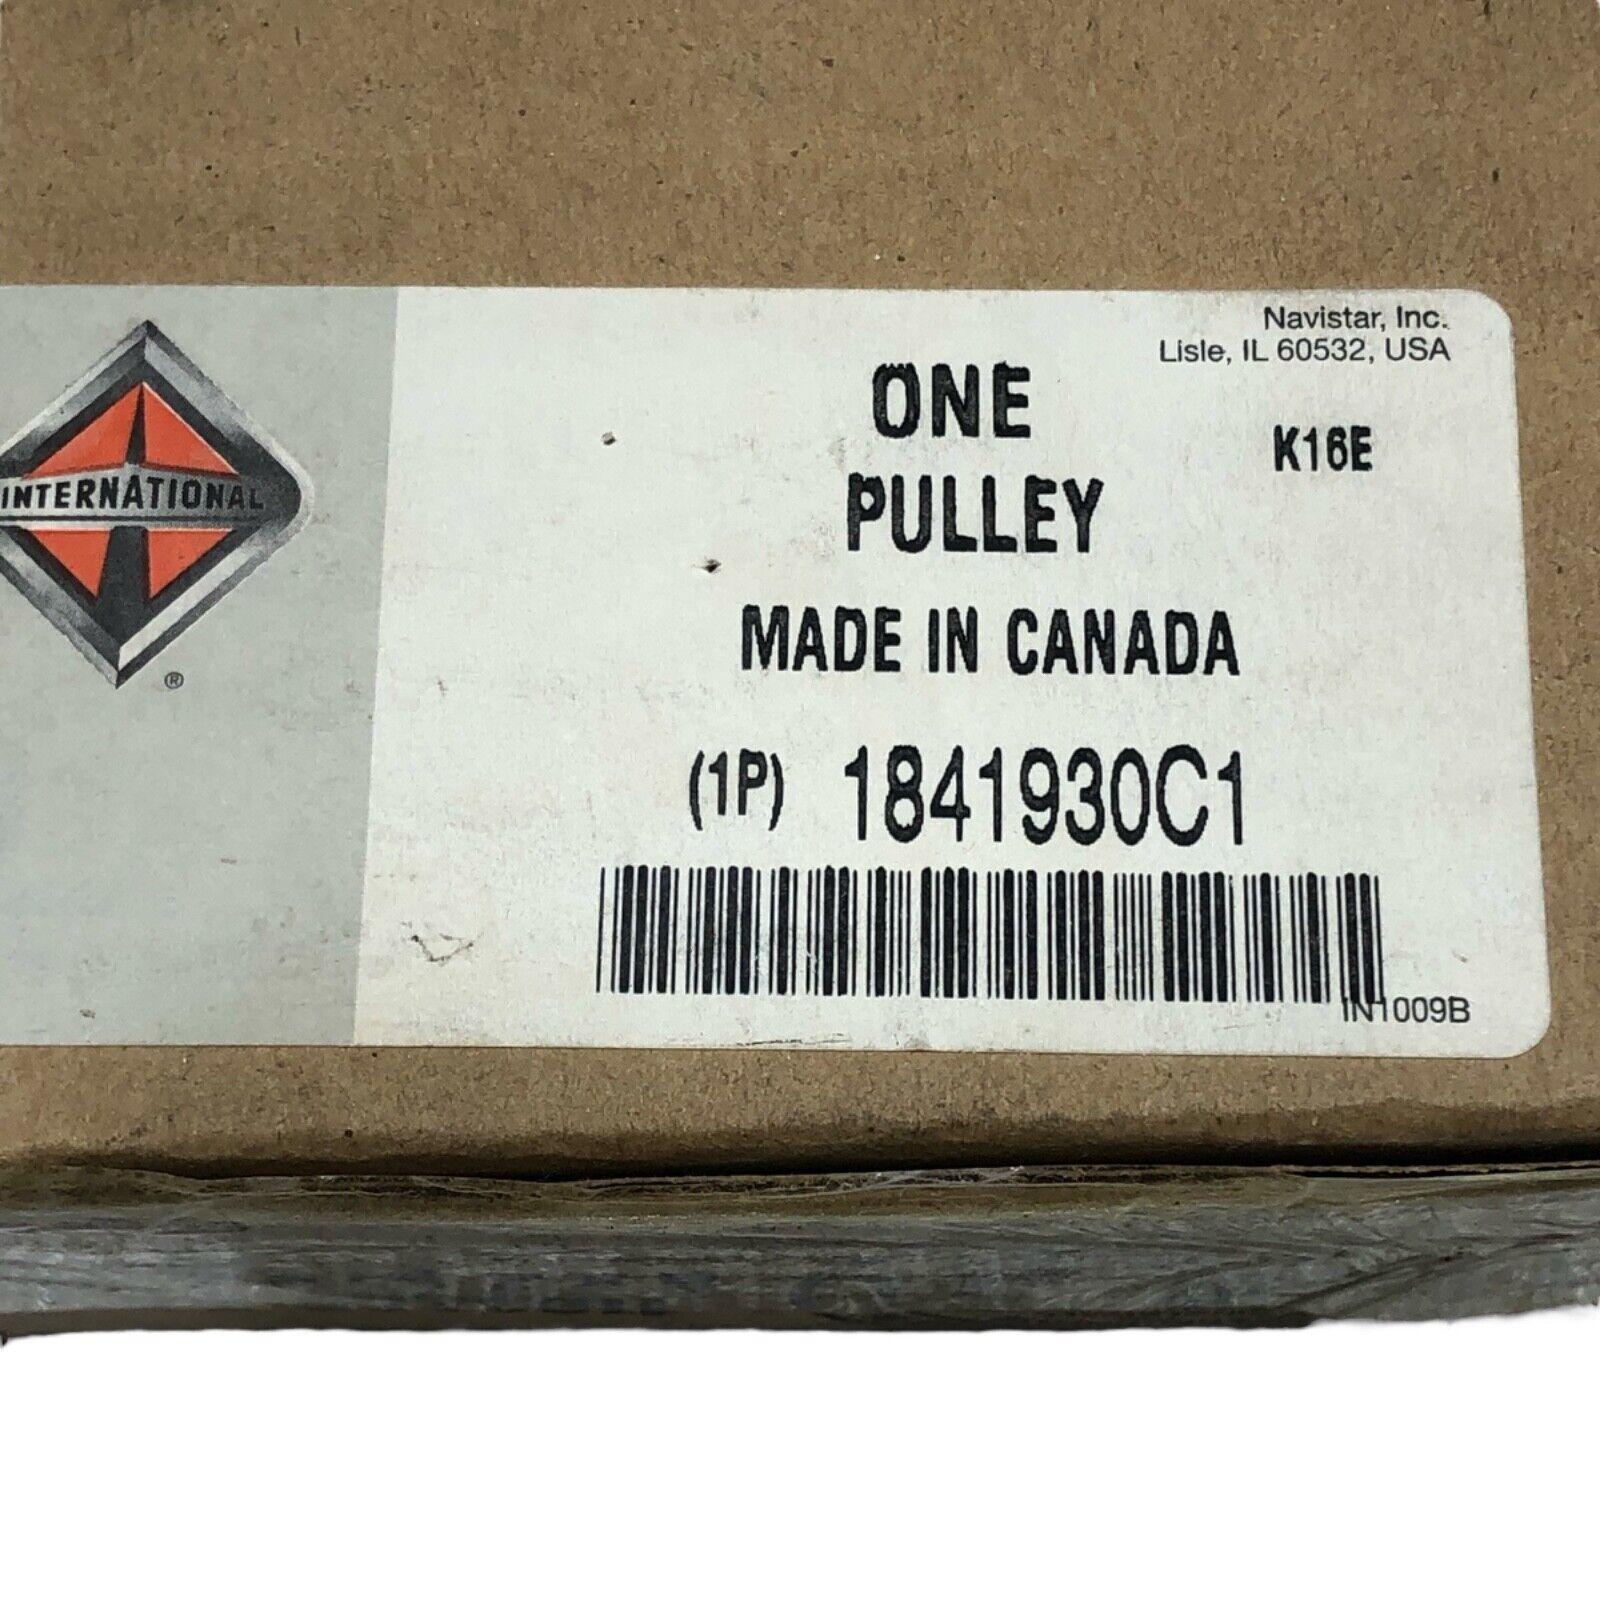 Navistar, Inc.
Lisle, IL 60532, USA
ONE
K16E
PULLEY
INTERNATIONAL
®
MADE IN CANADA
(1P) 1841930C1
IN1009B